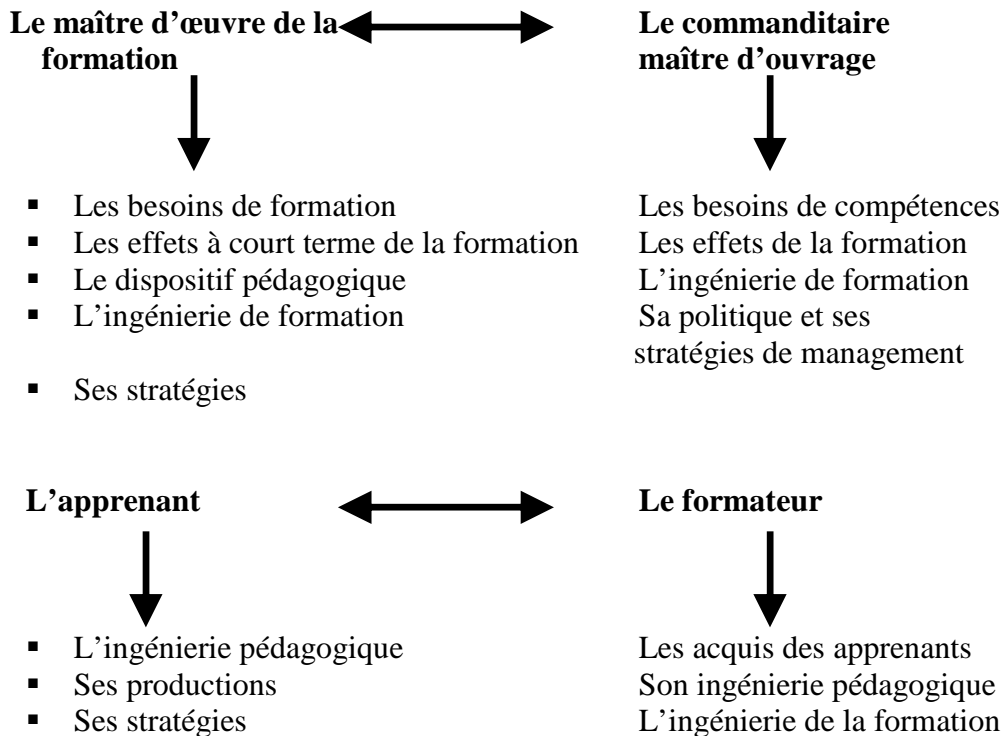 Le maître d’œuvre de la formation
Le commanditaire
maître d’ouvrage
▪ Les besoins de formation
▪ Les effets à court terme de la formation
▪ Le dispositif pédagogique
▪ L’ingénierie de formation
▪ Ses stratégies
Les besoins de compétences
Les effets de la formation
L’ingénierie de formation
Sa politique et ses
stratégies de management
L’apprenant
Le formateur
▪ L’ingénierie pédagogique
▪ Ses productions
▪ Ses stratégies
Les acquis des apprenants
Son ingénierie pédagogique
L’ingénierie de la formation